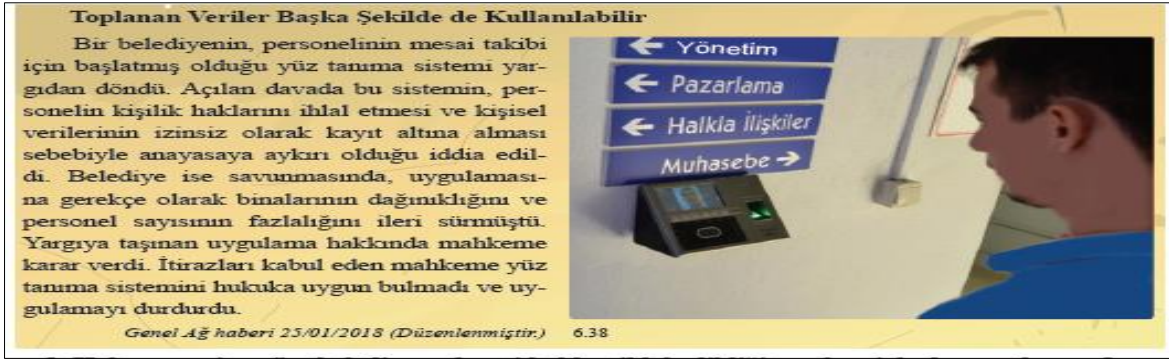 Toplanan Veriler Başka Şekilde de Kullanılabilir
Bir belediyenin, personelinin mesai takibi
için başlatmış olduğu yüz tanıma sistemi yar-
gıdan döndü. Açılan davada bu sistemin, per-
sonelin kişilik haklarını ihlal etmesi ve kişisel
verilerinin izinsiz olarak kayıt altına alması
sebebiyle anayasaya aykırı olduğu iddia edil-
di. Belediye ise savunmasında, uygulaması-
na gerekçe olarak binalarının dağınıklığını ve
personel sayısının fazlalığını ileri sürmüştü.
Yargıya taşınan uygulama hakkında mahkeme
karar verdi. İtirazları kabul eden mahkeme yüz
tanıma sistemini hukuka uygun bulmadı ve uy-
gulamayı durdurdu.
Genel Ağ haberi 25/01/2018 (Düzenlenmiştir.)
6.38
← Yönetim
← Pazarlama
← Halkla İlişkiler
Muhasebe →